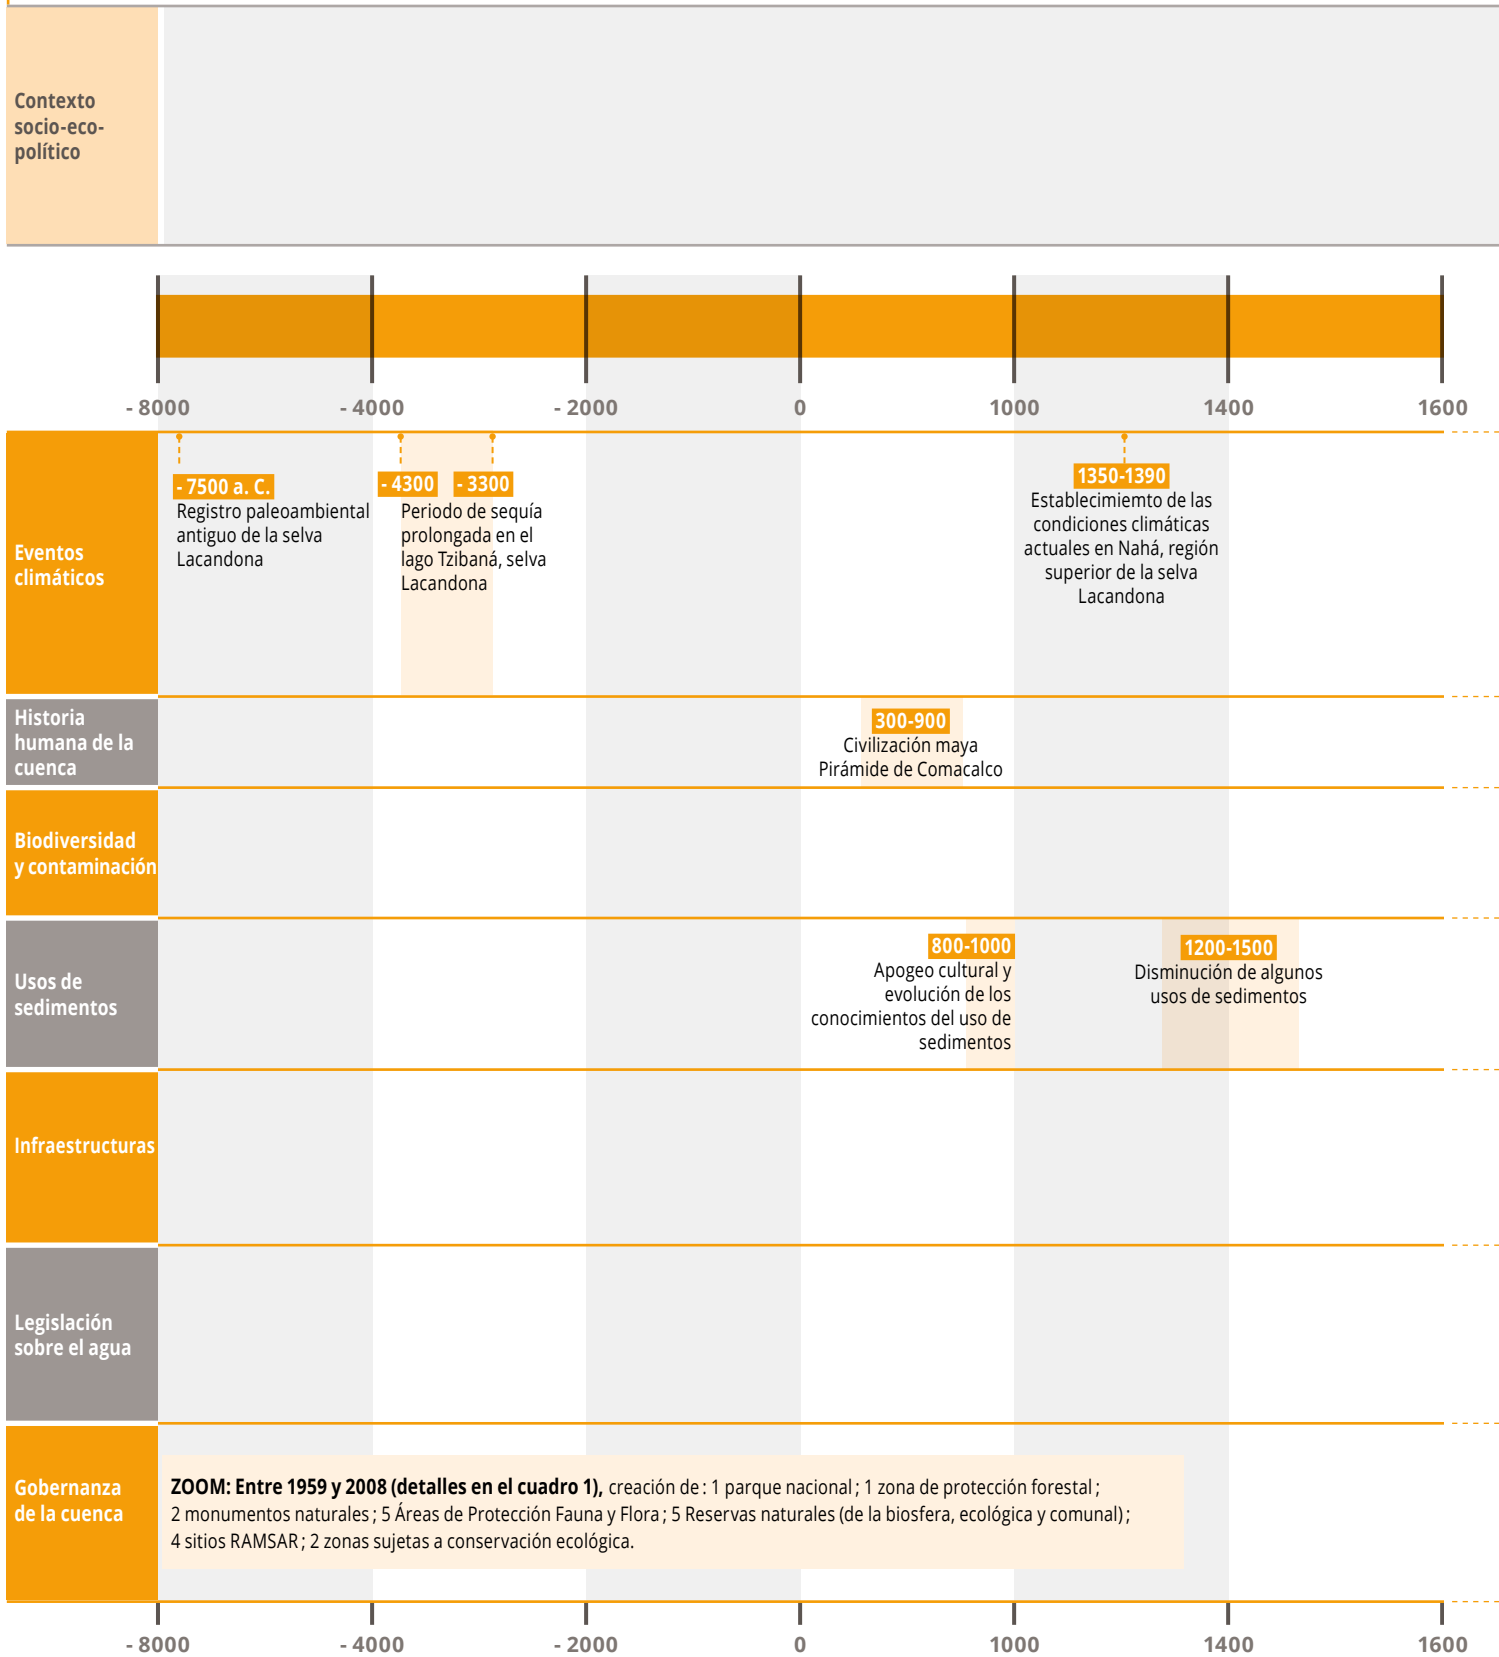 Contexto
socio-eco-
político
- 8000
- 4000
- 2000
0
1000
1400
1600
Eventos
climáticos
- 7500 a. C.
Registro paleoambiental
antiguo de la selva
Lacandona
- 4300
- 3300
Periodo de sequía
prolongada en el
lago Tzibaná, selva
Lacandona
1350-1390
Establecimiemto de las
condiciones climáticas
actuales en Nahá, región
superior de la selva
Lacandona
Historia
humana de la
cuenca
300-900
Civilización maya
Pirámide de Comacalco
Biodiversidad
y contaminación
Usos de
sedimentos
800-1000
Apogeo cultural y
evolución de los
conocimientos del uso de
sedimentos
1200-1500
Disminución de algunos
usos de sedimentos
Infraestructuras
Legislación
sobre el agua
Gobernanza
de la cuenca
ZOOM: Entre 1959 y 2008 (detalles en el cuadro 1), creación de : 1 parque nacional ; 1 zona de protección forestal ;
2 monumentos naturales ; 5 Áreas de Protección Fauna y Flora ; 5 Reservas naturales (de la biosfera, ecológica y comunal) ;
4 sitios RAMSAR ; 2 zonas sujetas a conservación ecológica.
- 8000
- 4000
- 2000
0
1000
1400
1600